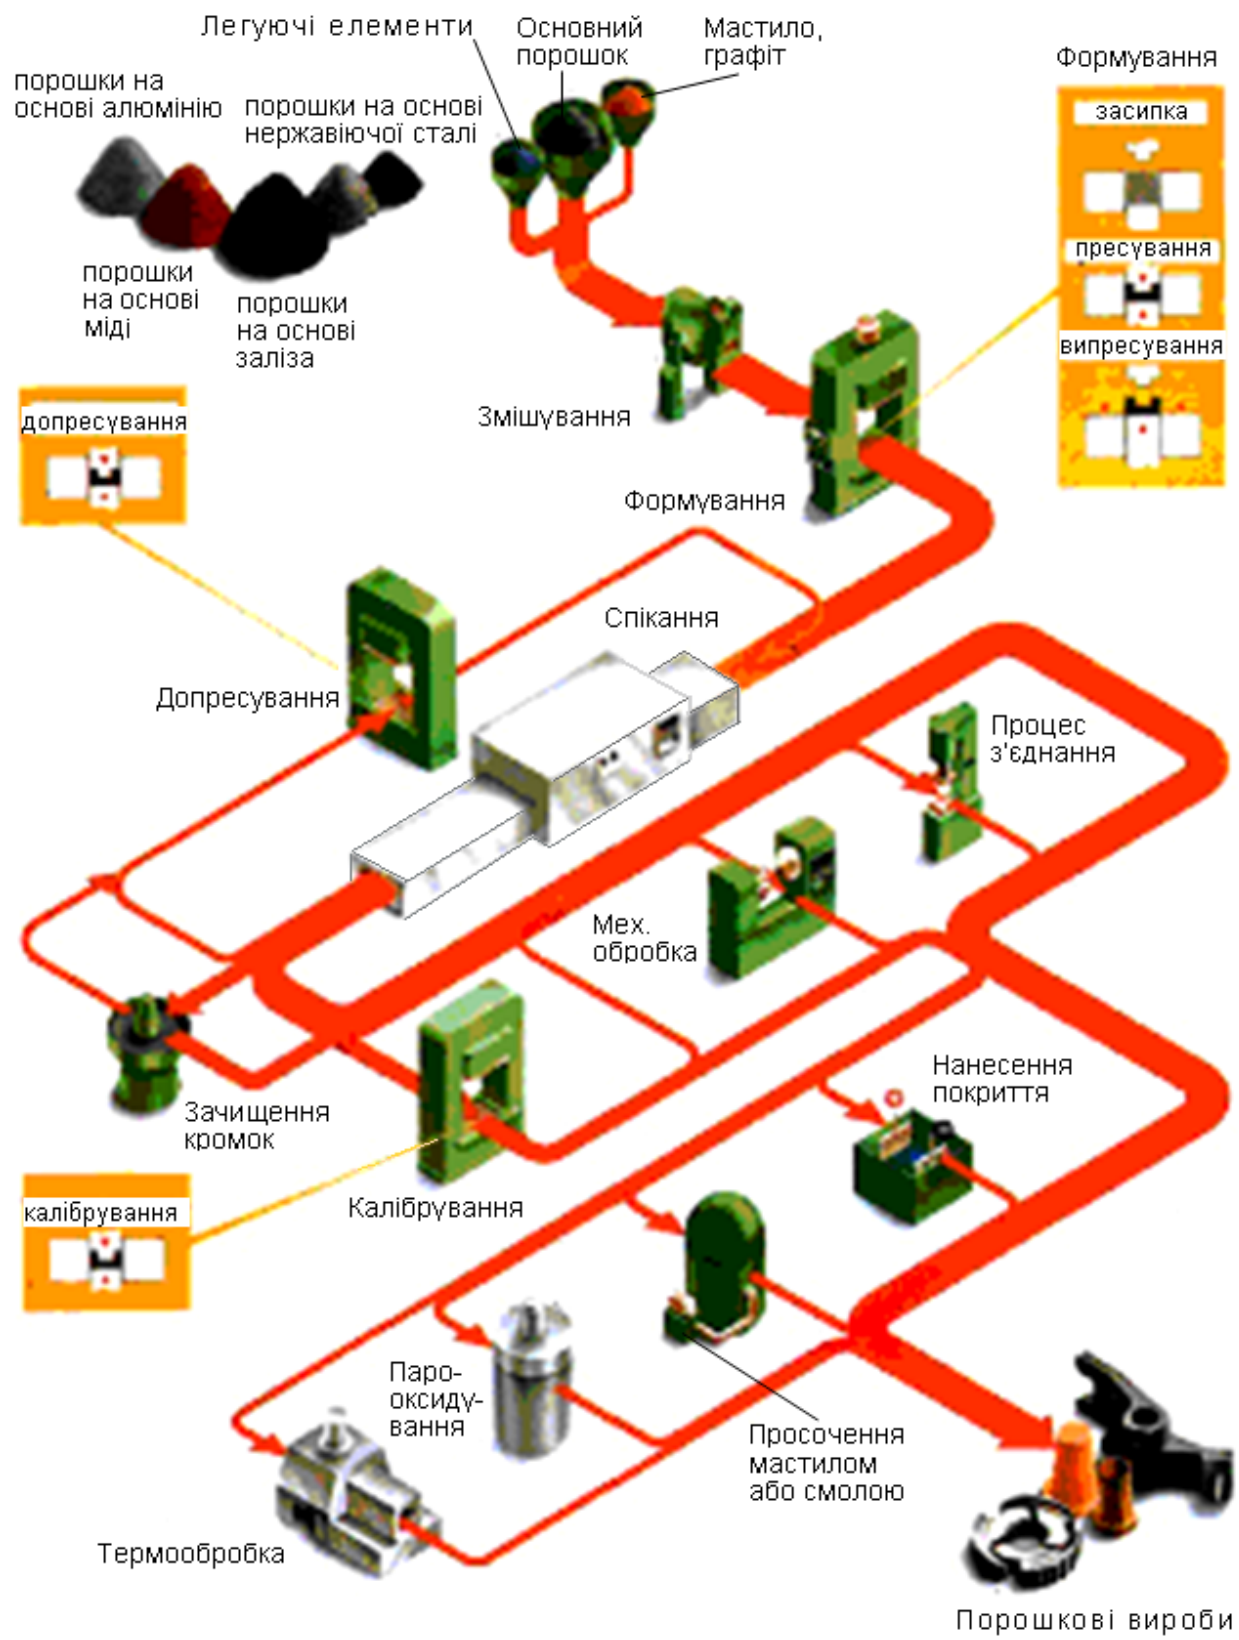 Легуючі елементи
Основний
порошок
Мастило,
графіт
Формування
порошки на
основі алюмінію
порошки на основі
нержавіючої сталі
засипка
пресування
випресування
порошки
на основі
міді
порошки
на основі
заліза
допресування
Змішування
Формування
Спікання
Допресування
Процес
з'єднання
Мех.
обробка
Зачищення
кромок
Нанесення
покриття
калібрування
Калібрування
Паро-
оксиду-
вання
Просочення
мастилом
або смолою
Термообробка
Порошкові вироби